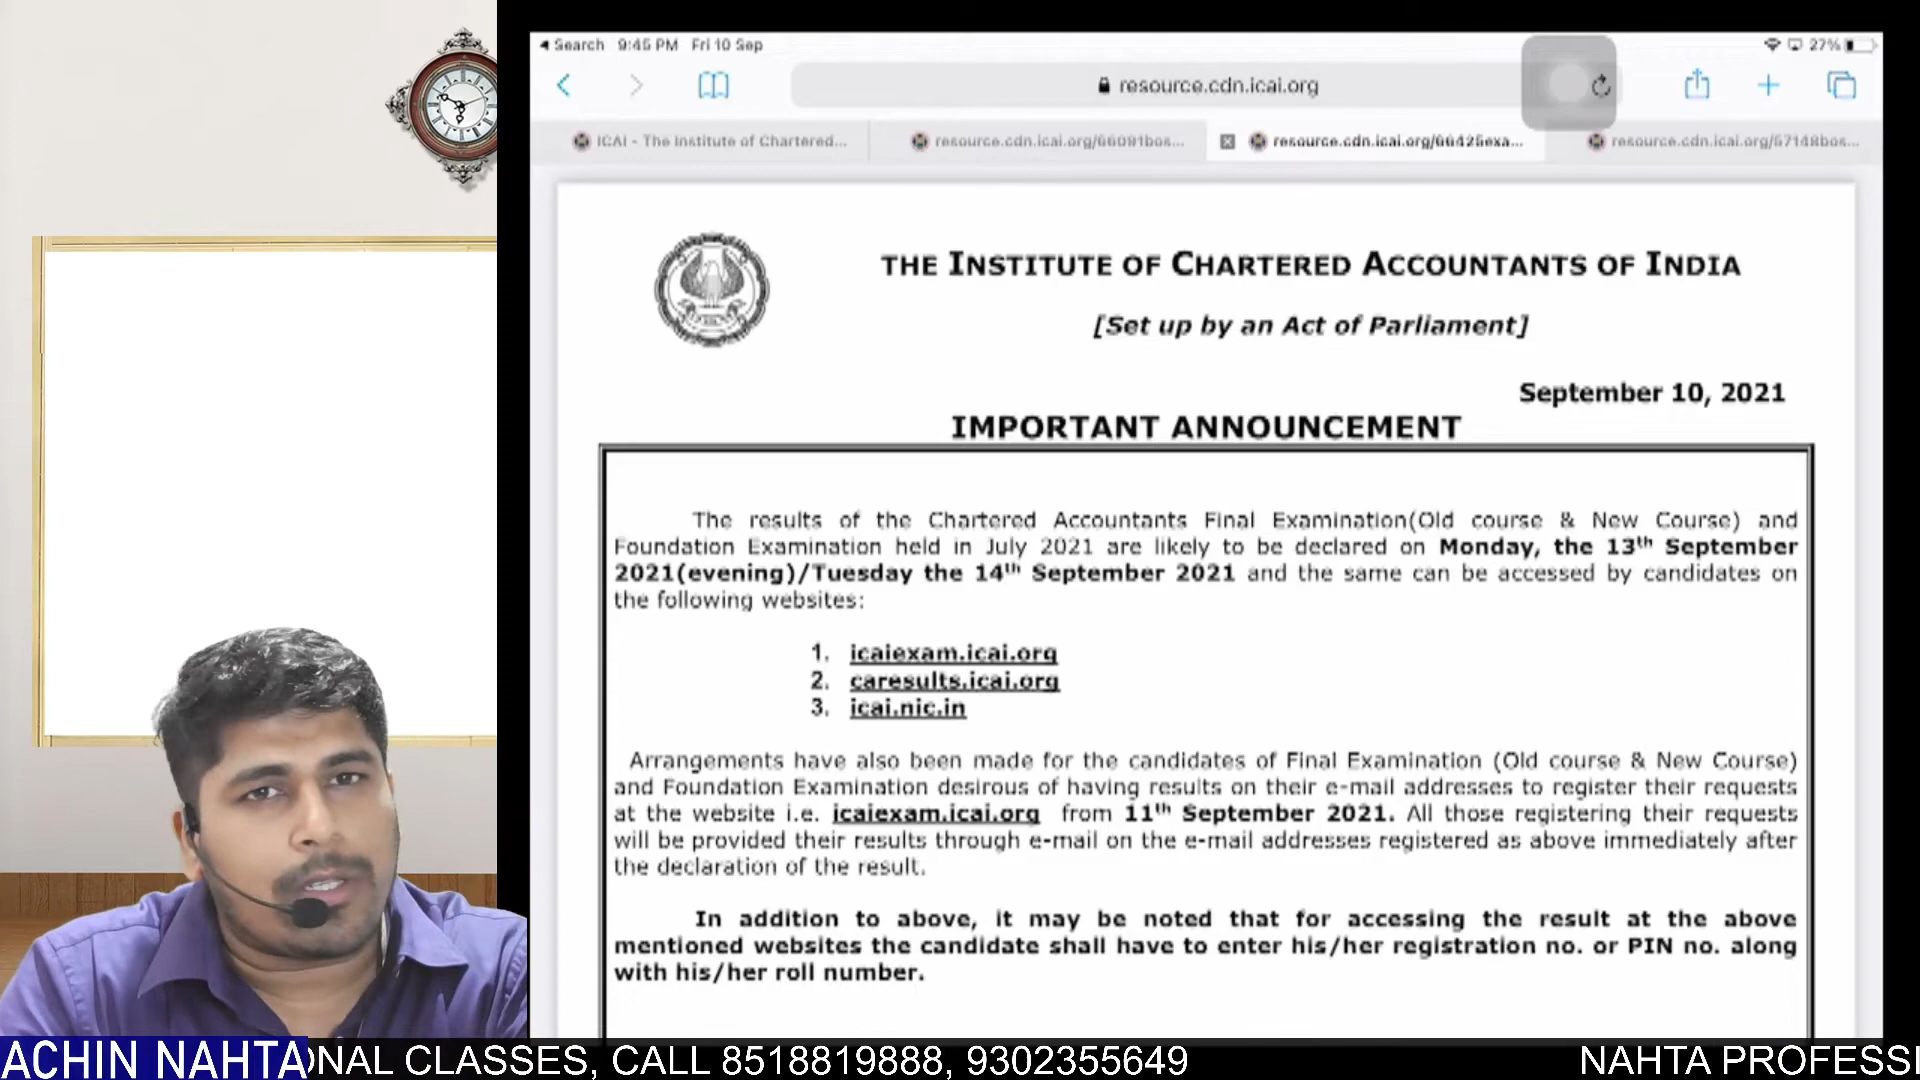 Search 9:45 PM Fri 10 Sep
27%
resource.cdn.icai.org
ICAI - The Institute of Chartered...
resource.cdn.icai.org/66091bos...
resource.cdn.icai.org/66425exa...
resource.cdn.icai.org/57148bos...
THE INSTITUTE OF CHARTERED ACCOUNTANTS OF INDIA
[Set up by an Act of Parliament]
September 10, 2021
IMPORTANT ANNOUNCEMENT
The results of the Chartered Accountants Final Examination(Old course & New Course) and
Foundation Examination held in July 2021 are likely to be declared on Monday, the 13th September
2021(evening)/Tuesday the 14th September 2021 and the same can be accessed by candidates on
the following websites:
1. icaiexam.icai.org
2. caresults.icai.org
3. icai.nic.in
Arrangements have also been made for the candidates of Final Examination (Old course & New Course)
and Foundation Examination desirous of having results on their e-mail addresses to register their requests
at the website i.e. icaiexam.icai.org from 11th September 2021. All those registering their requests
will be provided their results through e-mail on the e-mail addresses registered as above immediately after
the declaration of the result.
In addition to above, it may be noted that for accessing the result at the above
mentioned websites the candidate shall have to enter his/her registration no. or PIN no. along
with his/her roll number.
ACHIN NAHTA ONAL CLASSES, CALL 8518819888, 9302355649 NAHTA PROFESSI